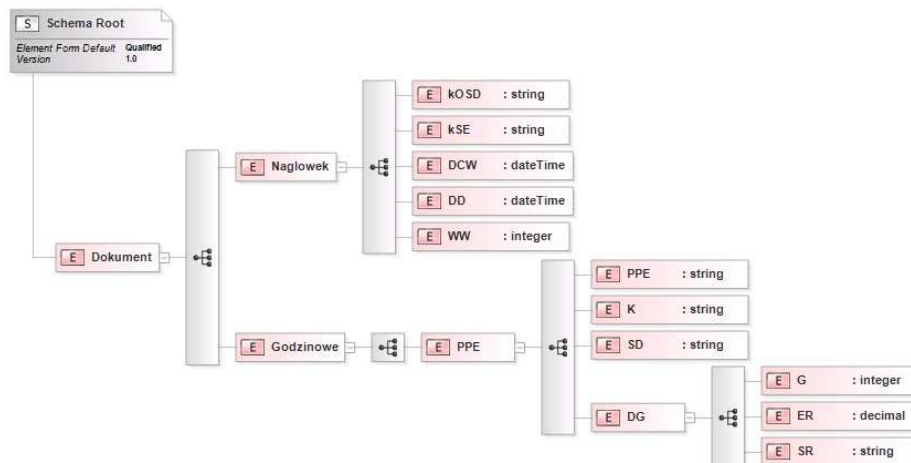 S Schema Root
Element Form Default Qualified
Version 1.0
E kOSD : string
E kSE : string
E Naglowek
E DCW : dateTime
E DD : dateTime
E WW : integer
E Dokument
E PPE : string
E K : string
E Godzinowe
E PPE
E SD : string
E G : integer
E DG
E ER : decimal
E SR : string